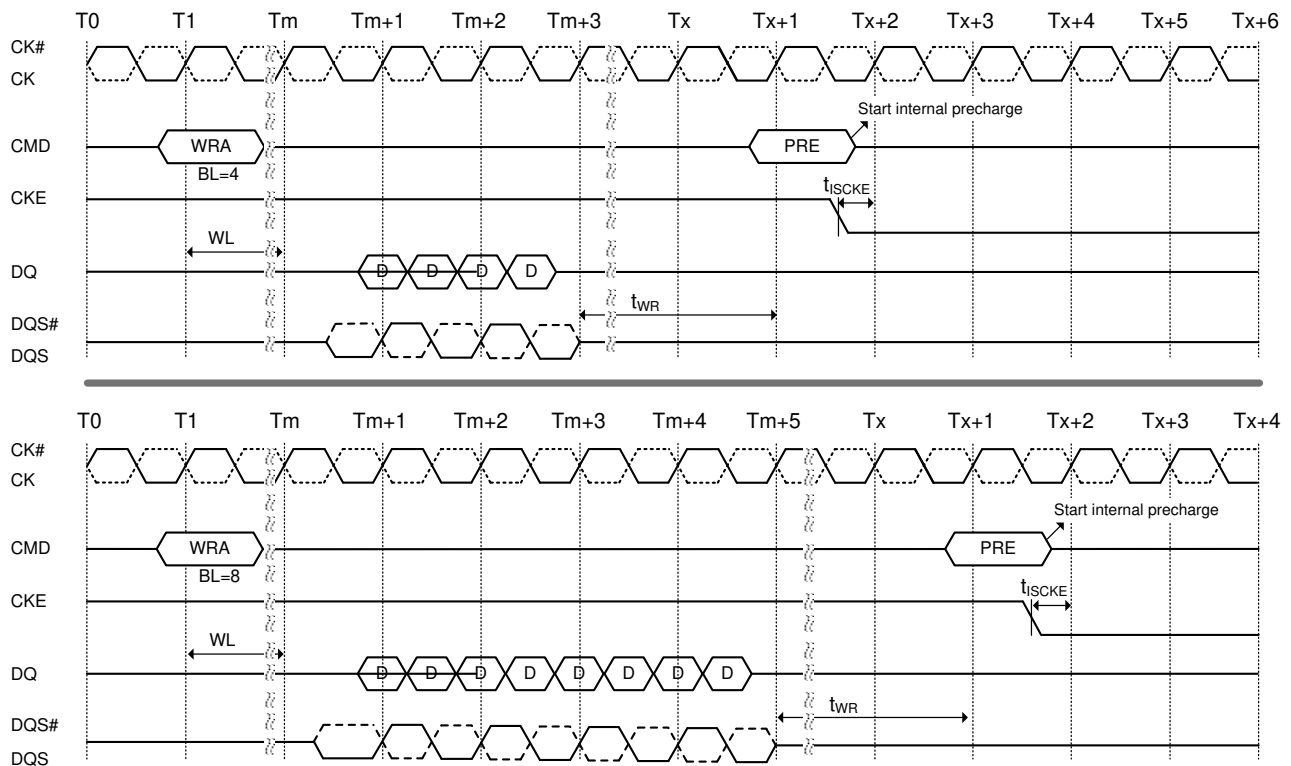 T0 T1 Tm Tm+1 Tm+2 Tm+3 Tx Tx+1 Tx+2 Tx+3 Tx+4 Tx+5 Tx+6
CK#
CK
Start internal precharge
CMD WRA PRE
BL=4
tISCKE
CKE
WL
DQ D D D D
tWR
DQS#
DQS
T0 T1 Tm Tm+1 Tm+2 Tm+3 Tm+4 Tm+5 Tx Tx+1 Tx+2 Tx+3 Tx+4
CK#
CK
Start internal precharge
CMD WRA PRE
BL=8
tISCKE
CKE
WL
DQ D D D D D D D D
tWR
DQS#
DQS